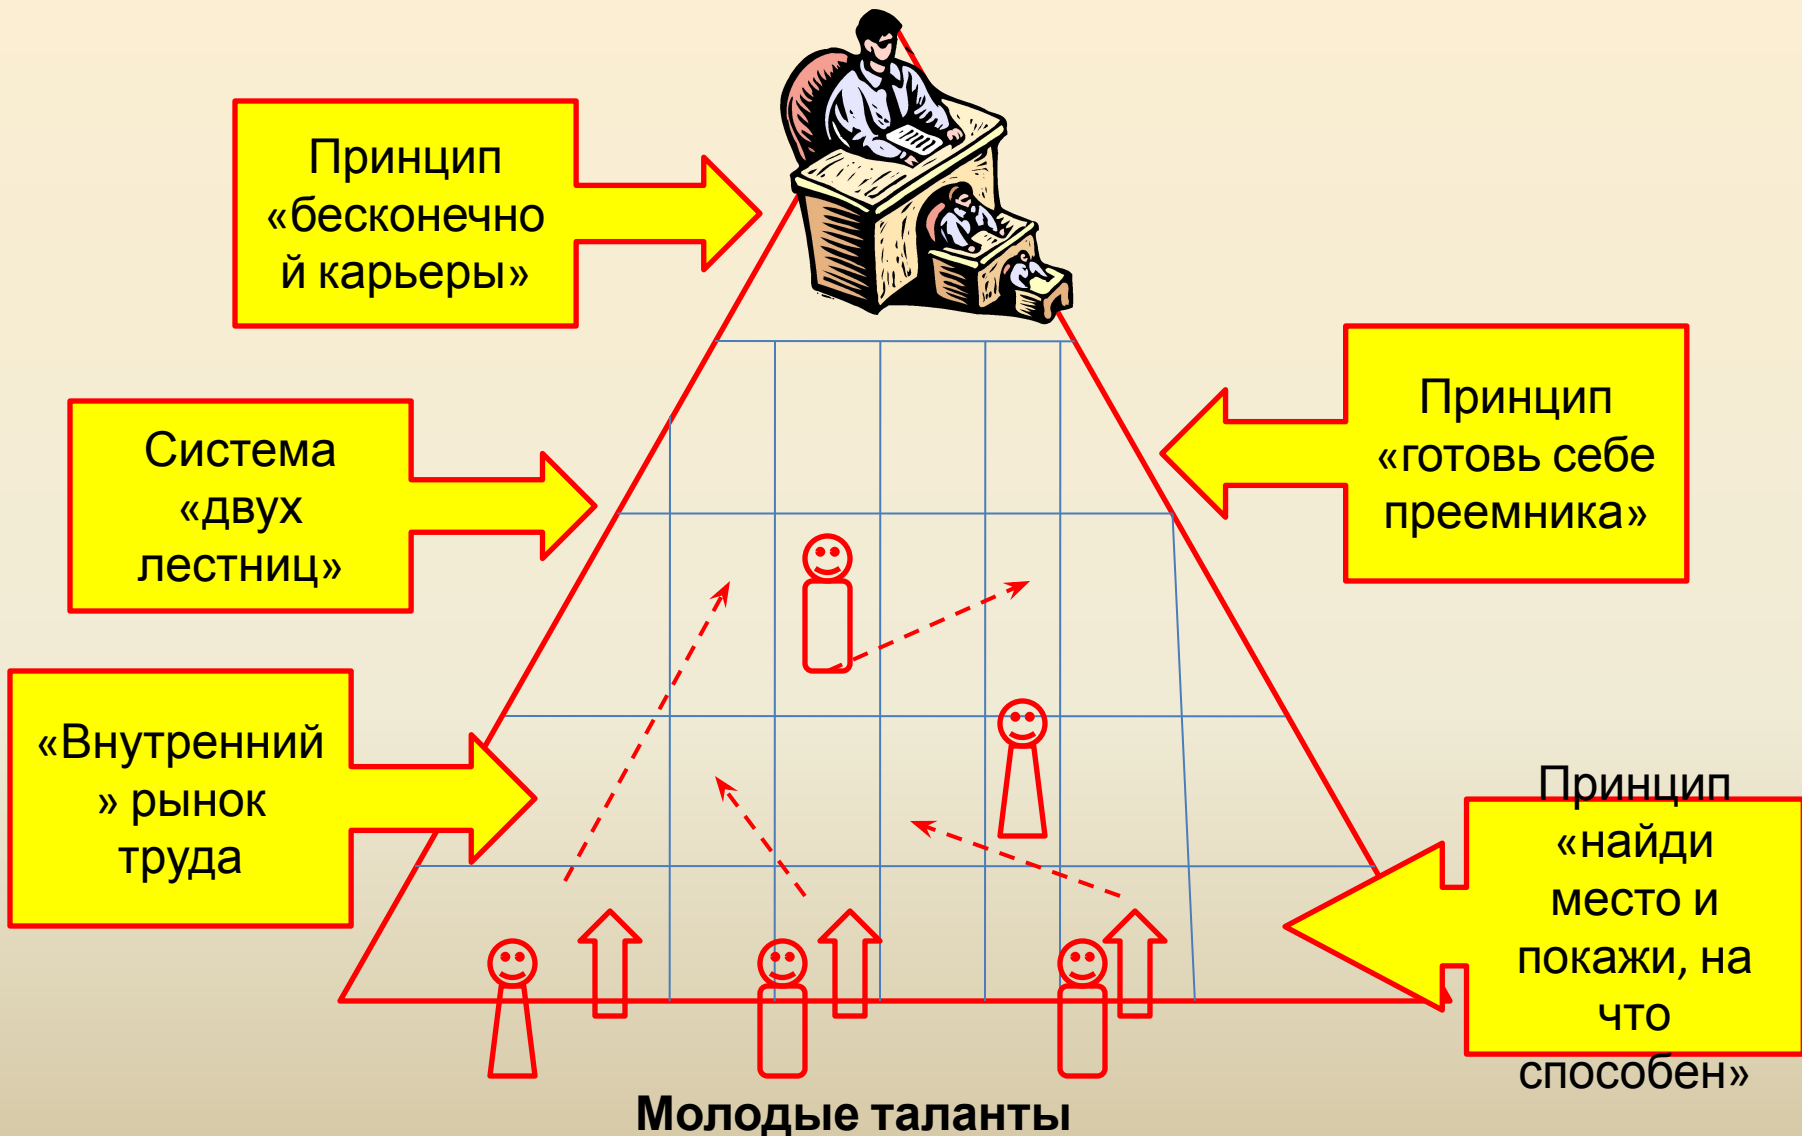 Принцип
«бесконечно
й карьеры»
Система
«двух
лестниц»
Принцип
«готовь себе
преемника»
«Внутренний
» рынок
труда
Принцип
«найди
место и
покажи, на
что
способен»
Молодые таланты